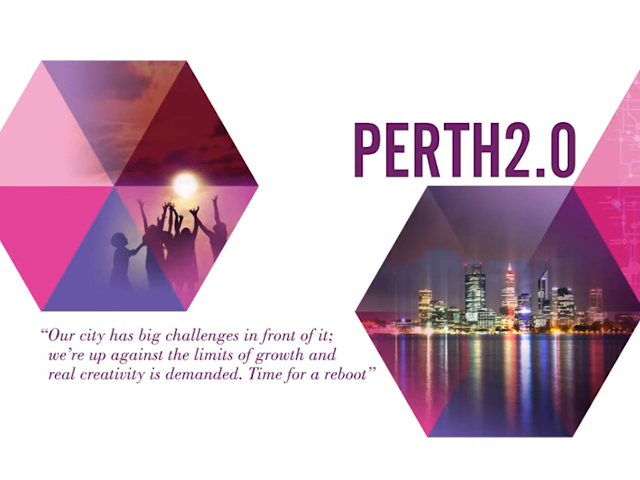 PERTH2.0
“Our city has big challenges in front of it;
we’re up against the limits of growth and
real creativity is demanded. Time for a reboot”